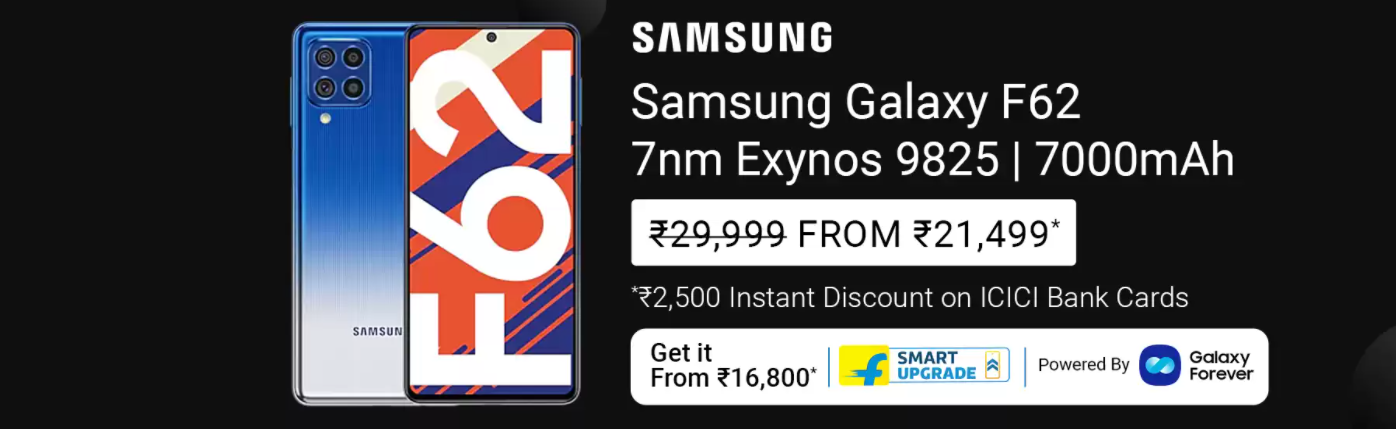 SAMSUNG
Samsung Galaxy F62
7nm Exynos 9825 | 7000mAh
₹29,999 FROM ₹21,499*
*₹2,500 Instant Discount on ICICI Bank Cards
Get it
From ₹16,800*
SMART
UPGRADE
Powered By
Galaxy
Forever
SAMSUN
F62